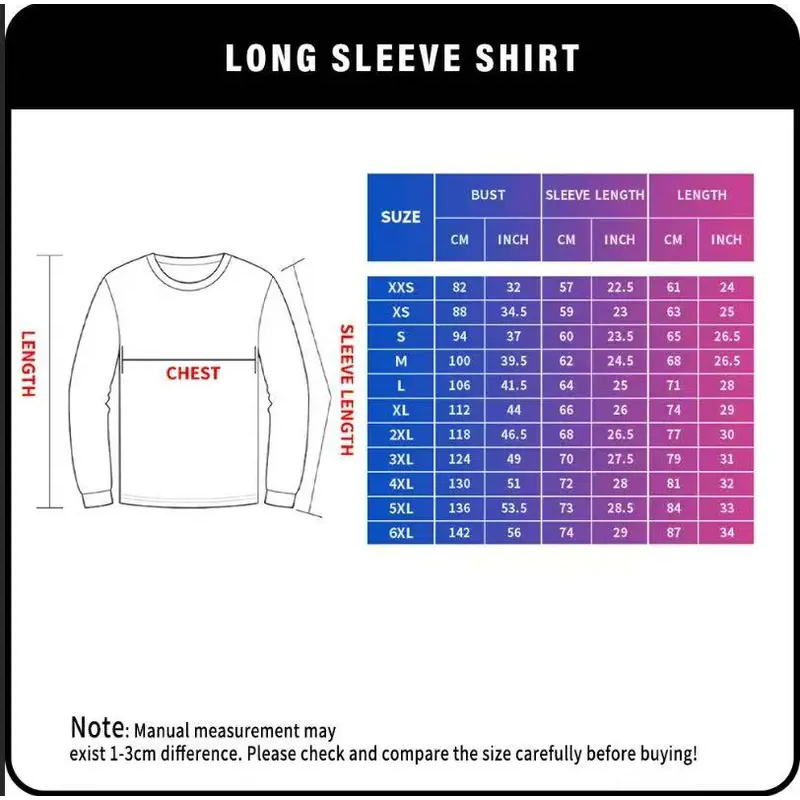 LONG SLEEVE SHIRT
SUZE BUST SLEEVE LENGTH LENGTH
CM INCH CM INCH CM INCH
XXS 82 32 57 22.5 61 24
XS 88 34.5 59 23 63 25
S 94 37 60 23.5 65 26.5
M 100 39.5 62 24.5 68 26.5
L 106 41.5 64 25 71 28
XL 112 44 66 26 74 29
2XL 118 46.5 68 26.5 77 30
3XL 124 49 70 27.5 79 31
4XL 130 51 72 28 81 32
5XL 136 53.5 73 28.5 84 33
6XL 142 56 74 29 87 34
LENGTH
CHEST
SLEEVE LENGTH
Note: Manual measurement may
exist 1-3cm difference. Please check and compare the size carefully before buying!